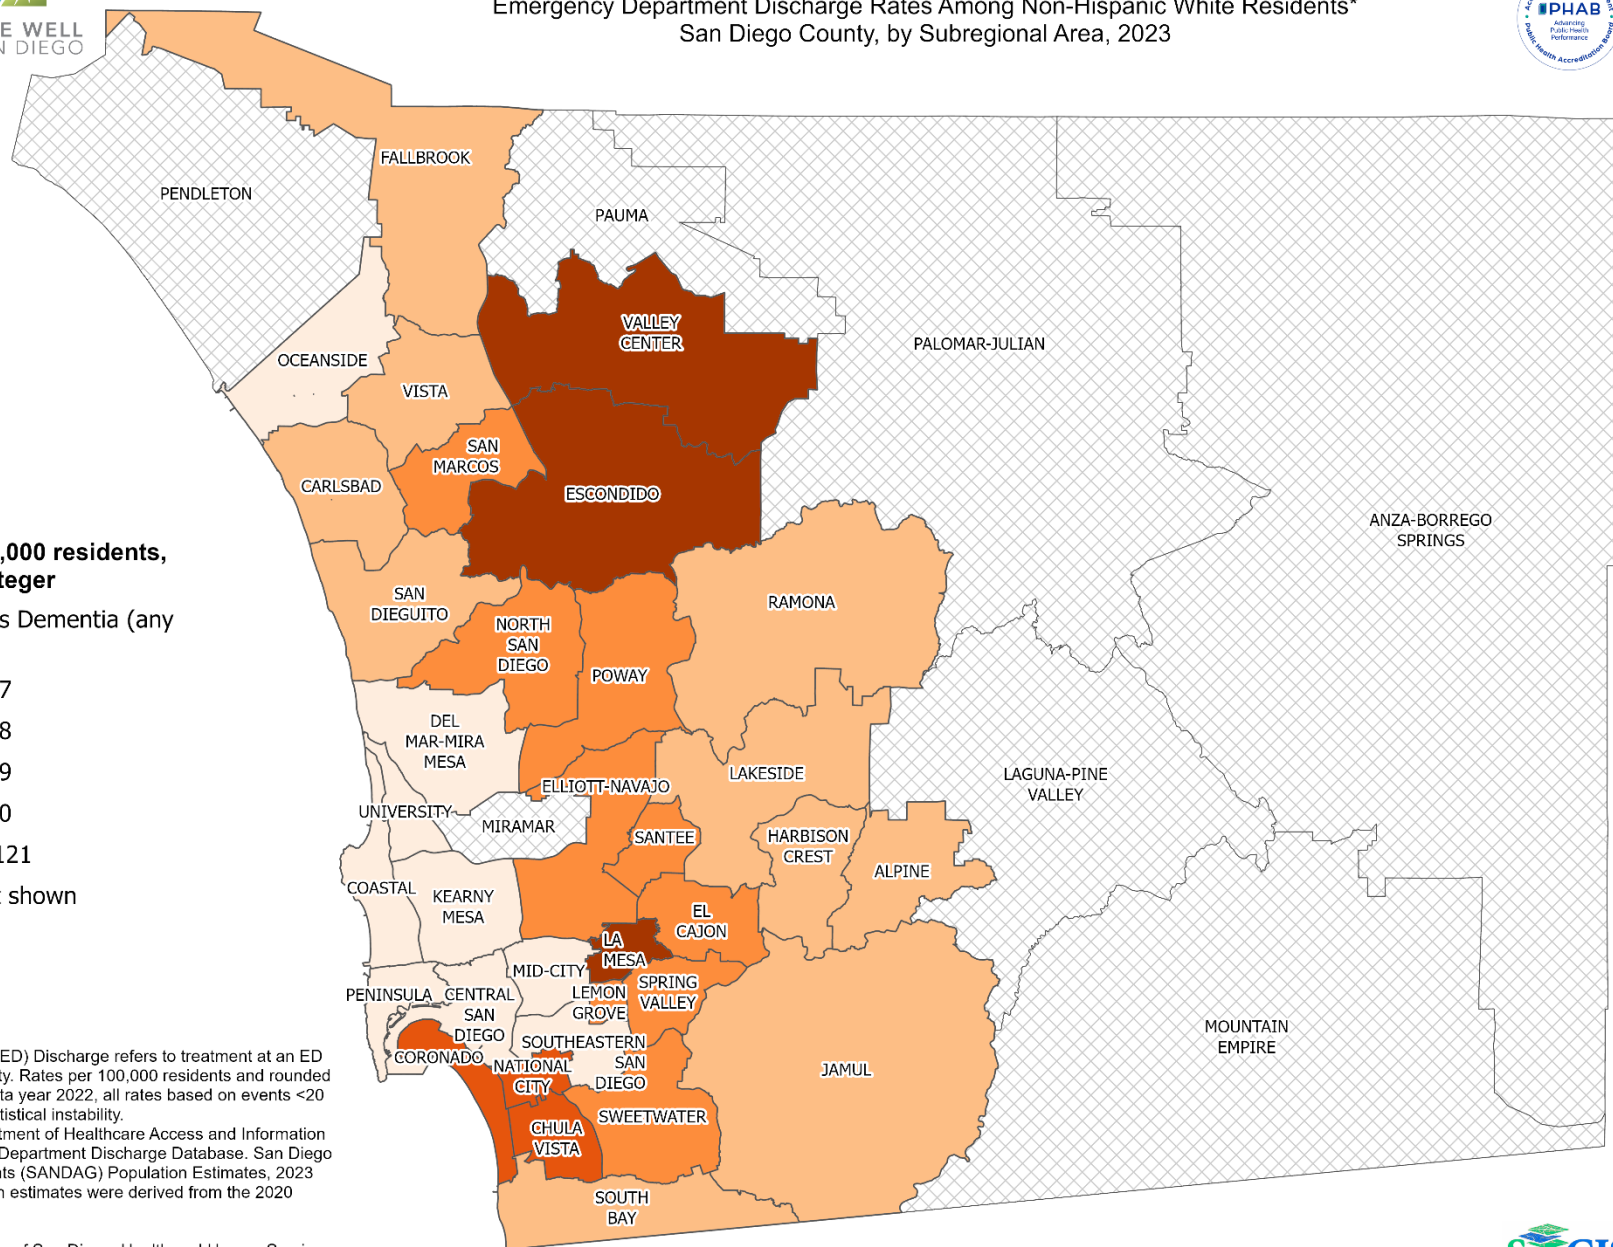 E WELL
N DIEGO
Emergency Department Discharge Rates Among Non-Hispanic White Residents*
San Diego County, by Subregional Area, 2023
PHAB
Advancing
Public Health
Performance
PENDLETON
FALLBROOK
PAUMA
VALLEY
CENTER
PALOMAR-JULIAN
OCEANSIDE
VISTA
SAN
MARCOS
CARLSBAD
ESCONDIDO
ANZA-BORREGO
SPRINGS
,000 residents,
teger
s Dementia (any
7
8
9
0
121
t shown
SAN
DIEGUITO
NORTH
SAN
DIEGO
RAMONA
POWAY
DEL
MAR-MIRA
MESA
ELLIOTT-NAVAJO
LAKESIDE
LAGUNA-PINE
VALLEY
UNIVERSITY
MIRAMAR
SANTEE
HARBISON
CREST
ALPINE
COASTAL
KEARNY
MESA
EL
CAJON
LA
MESA
MID-CITY
PENINSULA
CENTRAL
SAN
DIEGO
LEMON
GROVE
SPRING
VALLEY
SOUTHEASTERN
SAN
DIEGO
CORONADO
NATIONAL
CITY
JAMUL
MOUNTAIN
EMPIRE
CHULA
VISTA
SWEETWATER
SOUTH
BAY
ED) Discharge refers to treatment at an ED
ty. Rates per 100,000 residents and rounded
ta year 2022, all rates based on events <20
tistical instability.
tment of Healthcare Access and Information
Department Discharge Database. San Diego
nts (SANDAG) Population Estimates, 2023
n estimates were derived from the 2020